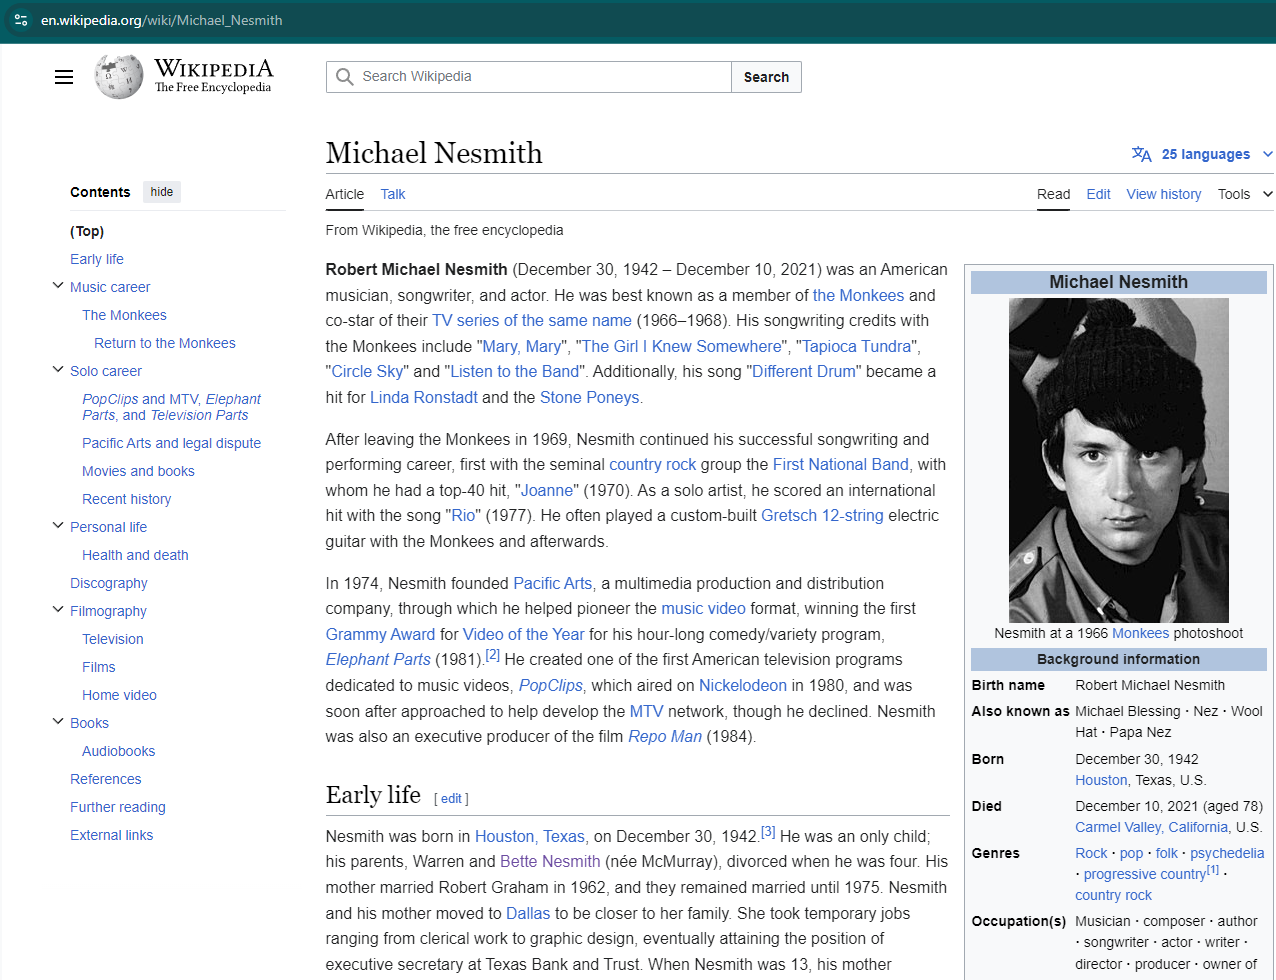 en.wikipedia.org/wiki/Michael_Nesmith
WIKIPEDIA
The Free Encyclopedia
Search Wikipedia
Search
Michael Nesmith
25 languages
Article
Talk
Read
Edit
View history
Tools
From Wikipedia, the free encyclopedia
Contents
hide
(Top)
Early life
Music career
The Monkees
Return to the Monkees
Solo career
PopClips and MTV, Elephant
Parts, and Television Parts
Pacific Arts and legal dispute
Movies and books
Recent history
Personal life
Health and death
Discography
Filmography
Television
Films
Home video
Books
Audiobooks
References
Further reading
External links
Robert Michael Nesmith (December 30, 1942 – December 10, 2021) was an American
musician, songwriter, and actor. He was best known as a member of the Monkees and
co-star of their TV series of the same name (1966–1968). His songwriting credits with
the Monkees include "Mary, Mary", "The Girl I Knew Somewhere", "Tapioca Tundra",
"Circle Sky" and "Listen to the Band". Additionally, his song "Different Drum" became a
hit for Linda Ronstadt and the Stone Poneys.
After leaving the Monkees in 1969, Nesmith continued his successful songwriting and
performing career, first with the seminal country rock group the First National Band, with
whom he had a top-40 hit, "Joanne" (1970). As a solo artist, he scored an international
hit with the song "Rio" (1977). He often played a custom-built Gretsch 12-string electric
guitar with the Monkees and afterwards.
In 1974, Nesmith founded Pacific Arts, a multimedia production and distribution
company, through which he helped pioneer the music video format, winning the first
Grammy Award for Video of the Year for his hour-long comedy/variety program,
Elephant Parts (1981).[2] He created one of the first American television programs
dedicated to music videos, PopClips, which aired on Nickelodeon in 1980, and was
soon after approached to help develop the MTV network, though he declined. Nesmith
was also an executive producer of the film Repo Man (1984).
Early life [ edit ]
Nesmith was born in Houston, Texas, on December 30, 1942.[3] He was an only child;
his parents, Warren and Bette Nesmith (née McMurray), divorced when he was four. His
mother married Robert Graham in 1962, and they remained married until 1975. Nesmith
and his mother moved to Dallas to be closer to her family. She took temporary jobs
ranging from clerical work to graphic design, eventually attaining the position of
executive secretary at Texas Bank and Trust. When Nesmith was 13, his mother
Michael Nesmith
Nesmith at a 1966 Monkees photoshoot
Background information
Birth name Robert Michael Nesmith
Also known as Michael Blessing · Nez · Wool
Hat · Papa Nez
Born December 30, 1942
Houston, Texas, U.S.
Died December 10, 2021 (aged 78)
Carmel Valley, California, U.S.
Genres Rock · pop · folk · psychedelia
· progressive country[1] ·
country rock
Occupation(s) Musician · composer · author
· songwriter · actor · writer ·
director · producer · owner of